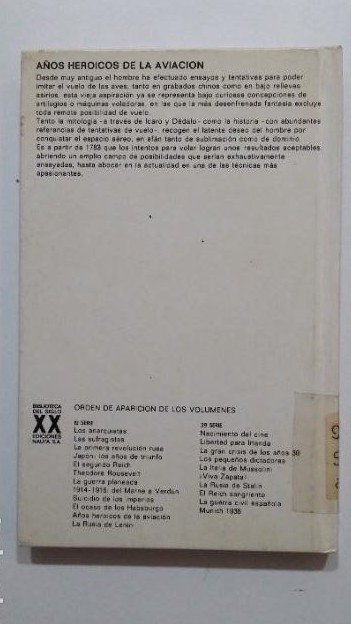 AÑOS HEROICOS DE LA AVIACION
Desde muy antiguo el hombre ha efectuado ensayos y tentativas para poder
imitar el vuelo de las aves, tanto en grabados chinos como en bajo relieves
asirios, esta vieja aspiración ya se representa bajo curiosas concepciones de
artilugios o máquinas voladoras, en las que la más desenfrenada fantasía excluye
toda remota posibilidad de vuelo.
Tanto la mitología -a través de Icaro y Dédalo- como la historia -con abundantes
referencias de tentativas de vuelo-, recogen el latente deseo del hombre por
conquistar el espacio aéreo, en afán tanto de sublimación como de dominio.
Es a partir de 1783 que los intentos para volar logran unos resultados aceptables
abriendo un amplio campo de posibilidades que serían exhaustivamente
ensayadas, hasta abocar en la actualidad en una de las técnicas más
apasionantes.
BIBLIOTECA
DEL SIGLO
XX
EDICIONES
NAUTA, S.A.
ORDEN DE APARICION DE LOS VOLUMENES
SERIE
Los anarquistas
Las sufragistas
La primera revolución rusa
Japón: los años de triunfo
El segundo Reich
Theodore Roosevelt
La guerra planeada
1914-1918: del Marne a Verdún
Suicidio de los imperios
El ocaso de los Habsburgo
Años heroicos de la aviación
La Rusia de Lenin
SERIE
Nacimiento del cine
Libertad para Irlanda
La gran crisis de los años 30
Los pequeños dictadores
La Italia de Mussolini
¡Viva Zapata!
La Rusia de Stalin
El Reich sangriento
La guerra civil española
Munich 1938